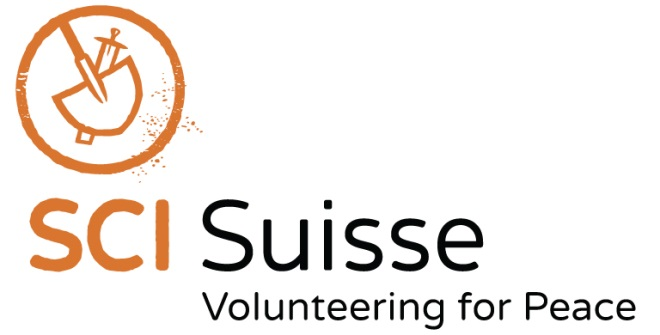 SCI Suisse
Volunteering for Peace